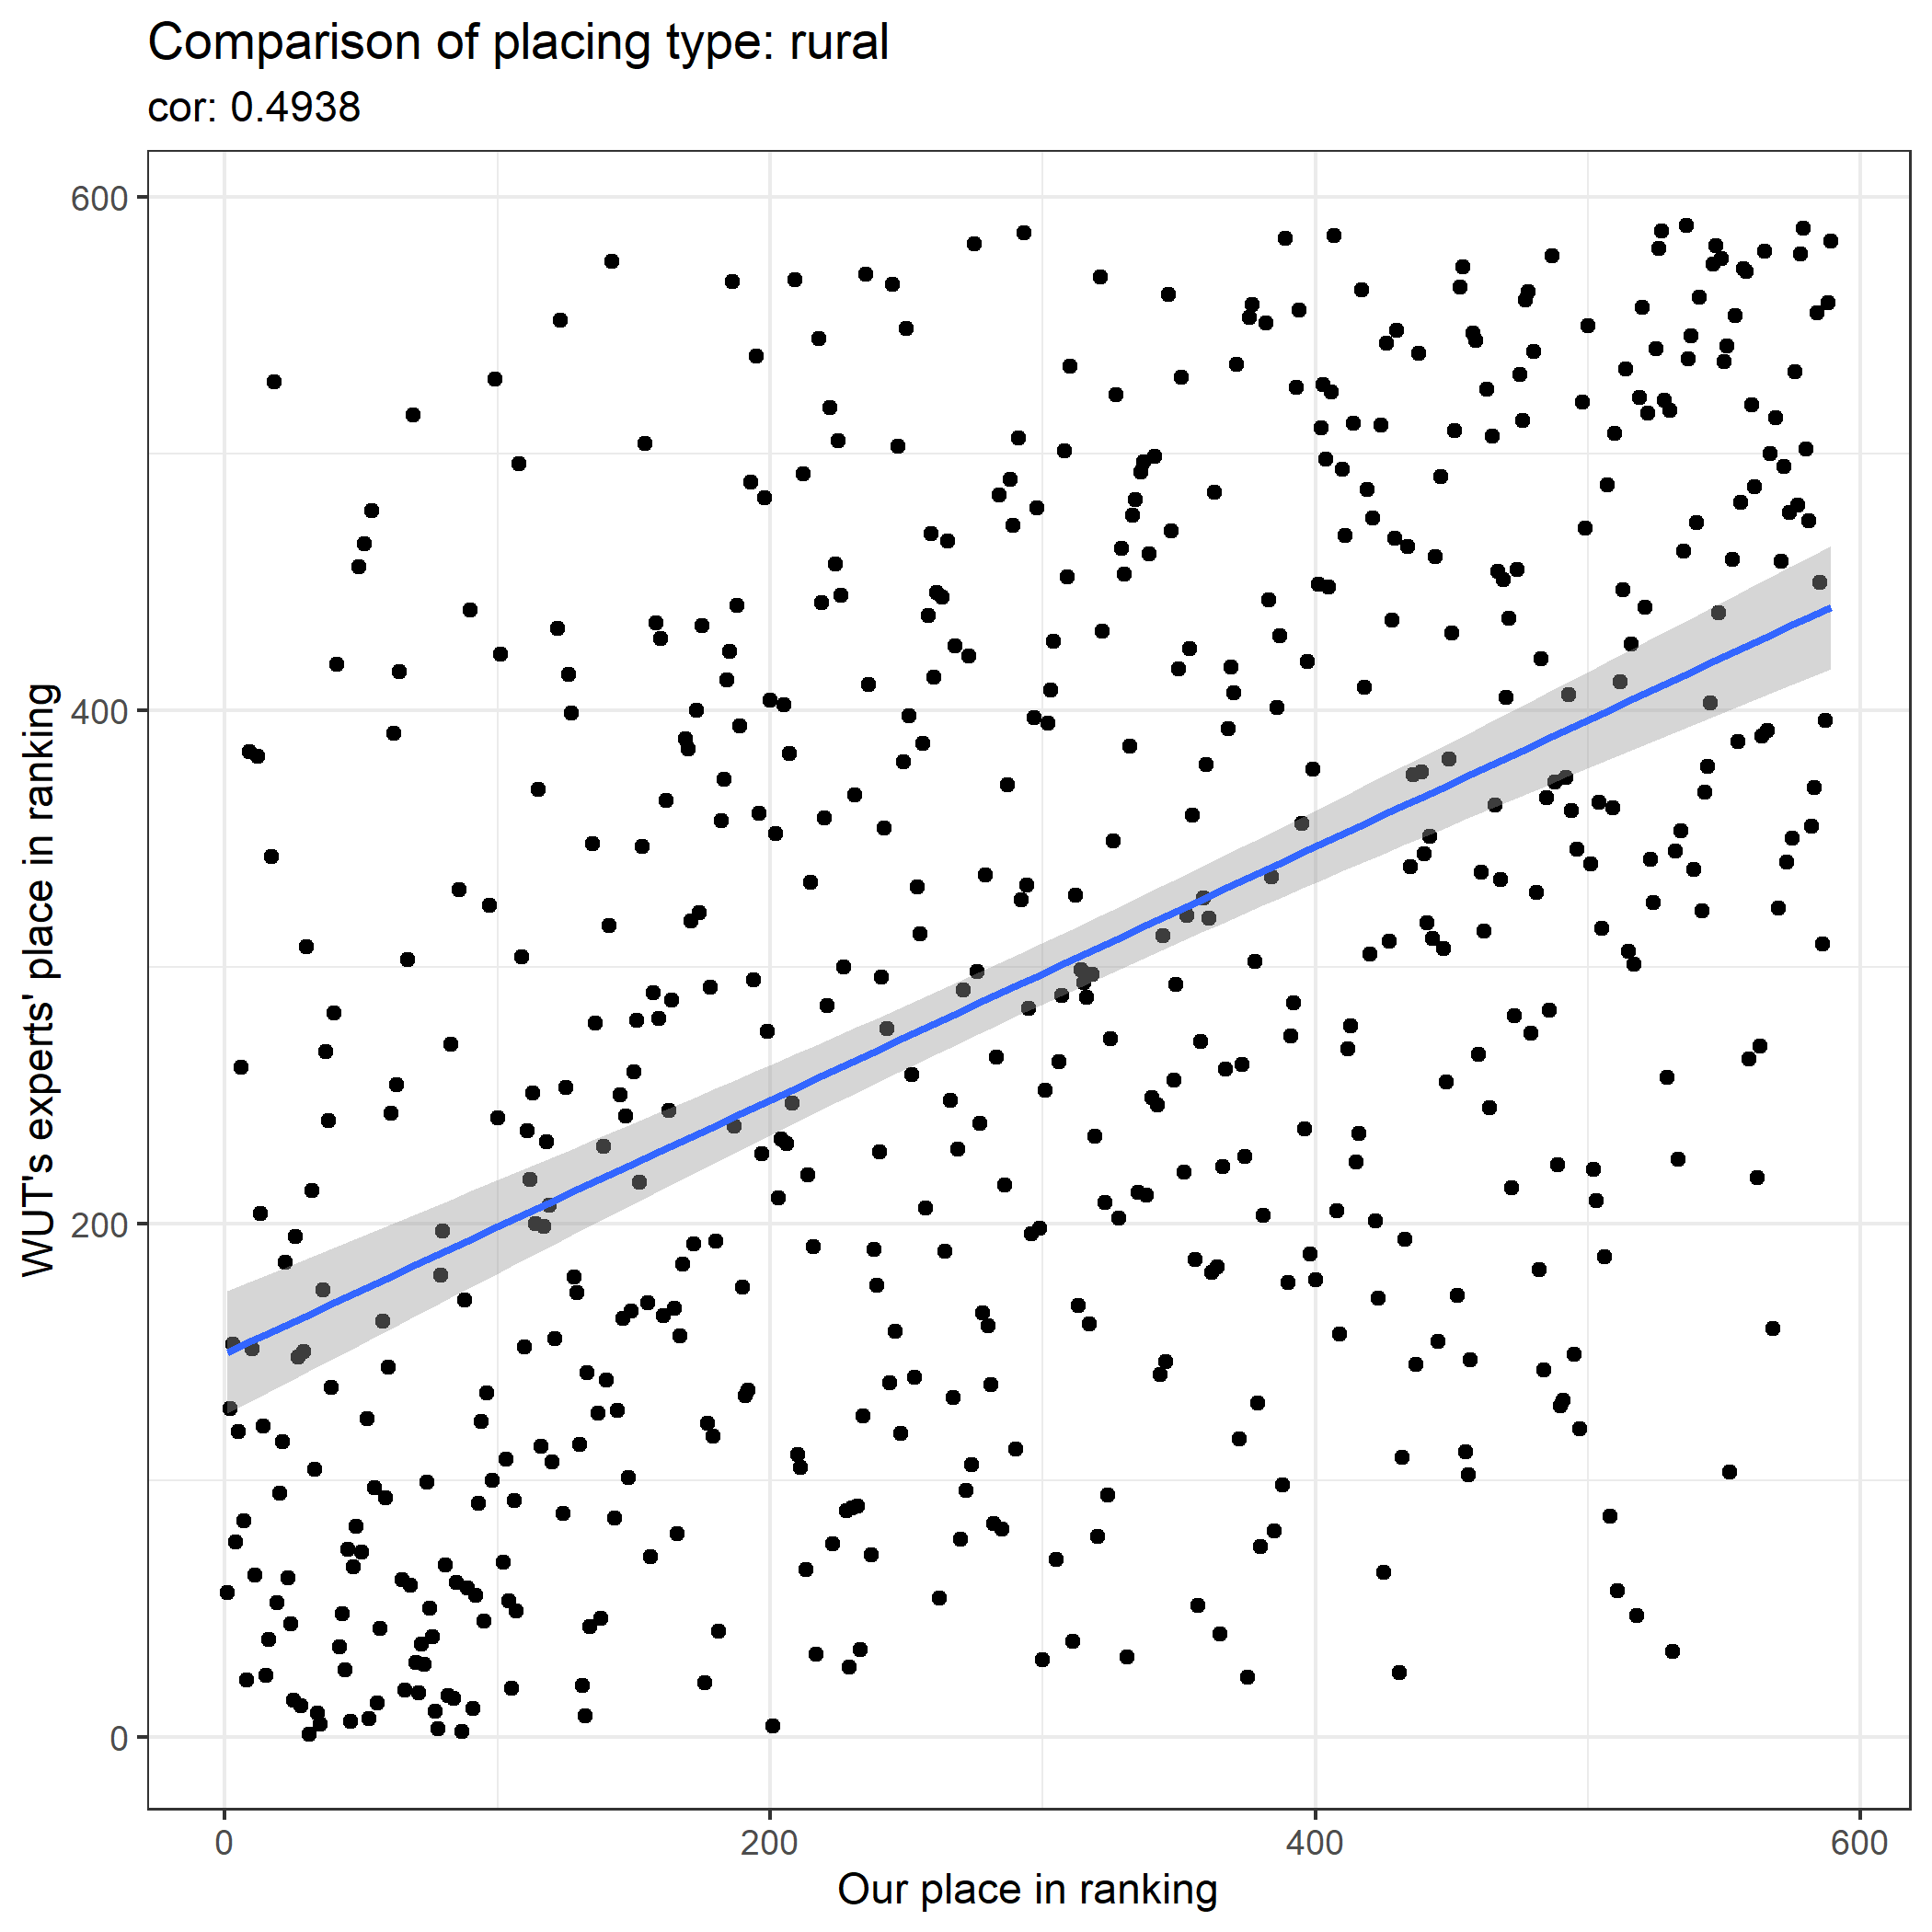 Comparison of placing type: rural
cor: 0.4938
600
400
200
0
WUT's experts' place in ranking
0 200 400 600
Our place in ranking